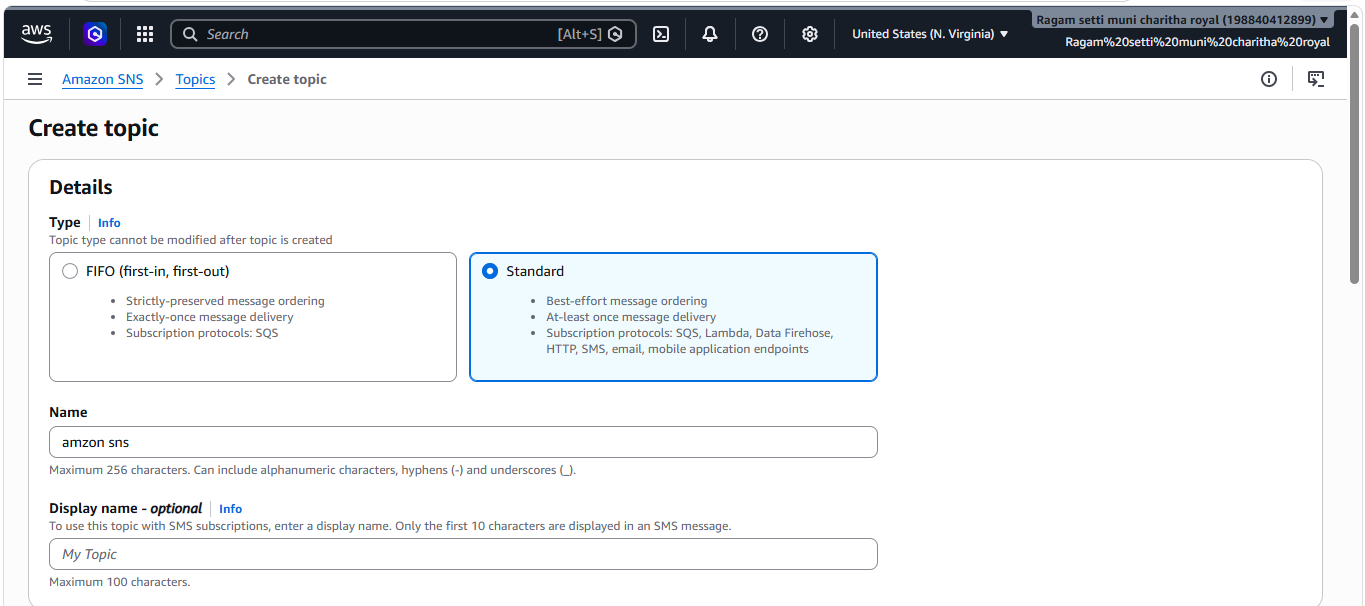 aws
Search
[Alt+S]
United States (N. Virginia)
Ragam setti muni charitha royal (198840412899)
Ragam%20setti%20muni%20charitha%20royal
Amazon SNS
Topics
Create topic
Create topic
Details
Type
Info
Topic type cannot be modified after topic is created
FIFO (first-in, first-out)
Strictly-preserved message ordering
Exactly-once message delivery
Subscription protocols: SQS
Standard
Best-effort message ordering
At-least once message delivery
Subscription protocols: SQS, Lambda, Data Firehose,
HTTP, SMS, email, mobile application endpoints
Name
amzon sns
Maximum 256 characters. Can include alphanumeric characters, hyphens (-) and underscores (_).
Display name - optional
Info
To use this topic with SMS subscriptions, enter a display name. Only the first 10 characters are displayed in an SMS message.
My Topic
Maximum 100 characters.